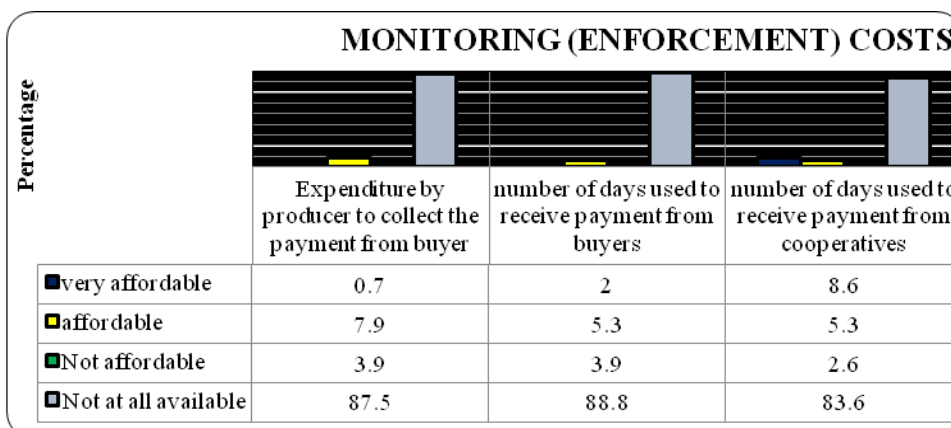 MONITORING (ENFORCEMENT) COSTS
Percentage
Expenditure by
producer to collect the
payment from buyer
number of days used to
receive payment from
buyers
number of days used to
receive payment from
cooperatives
very affordable 0.7 2 8.6
affordable 7.9 5.3 5.3
Not affordable 3.9 3.9 2.6
Not at all available 87.5 88.8 83.6